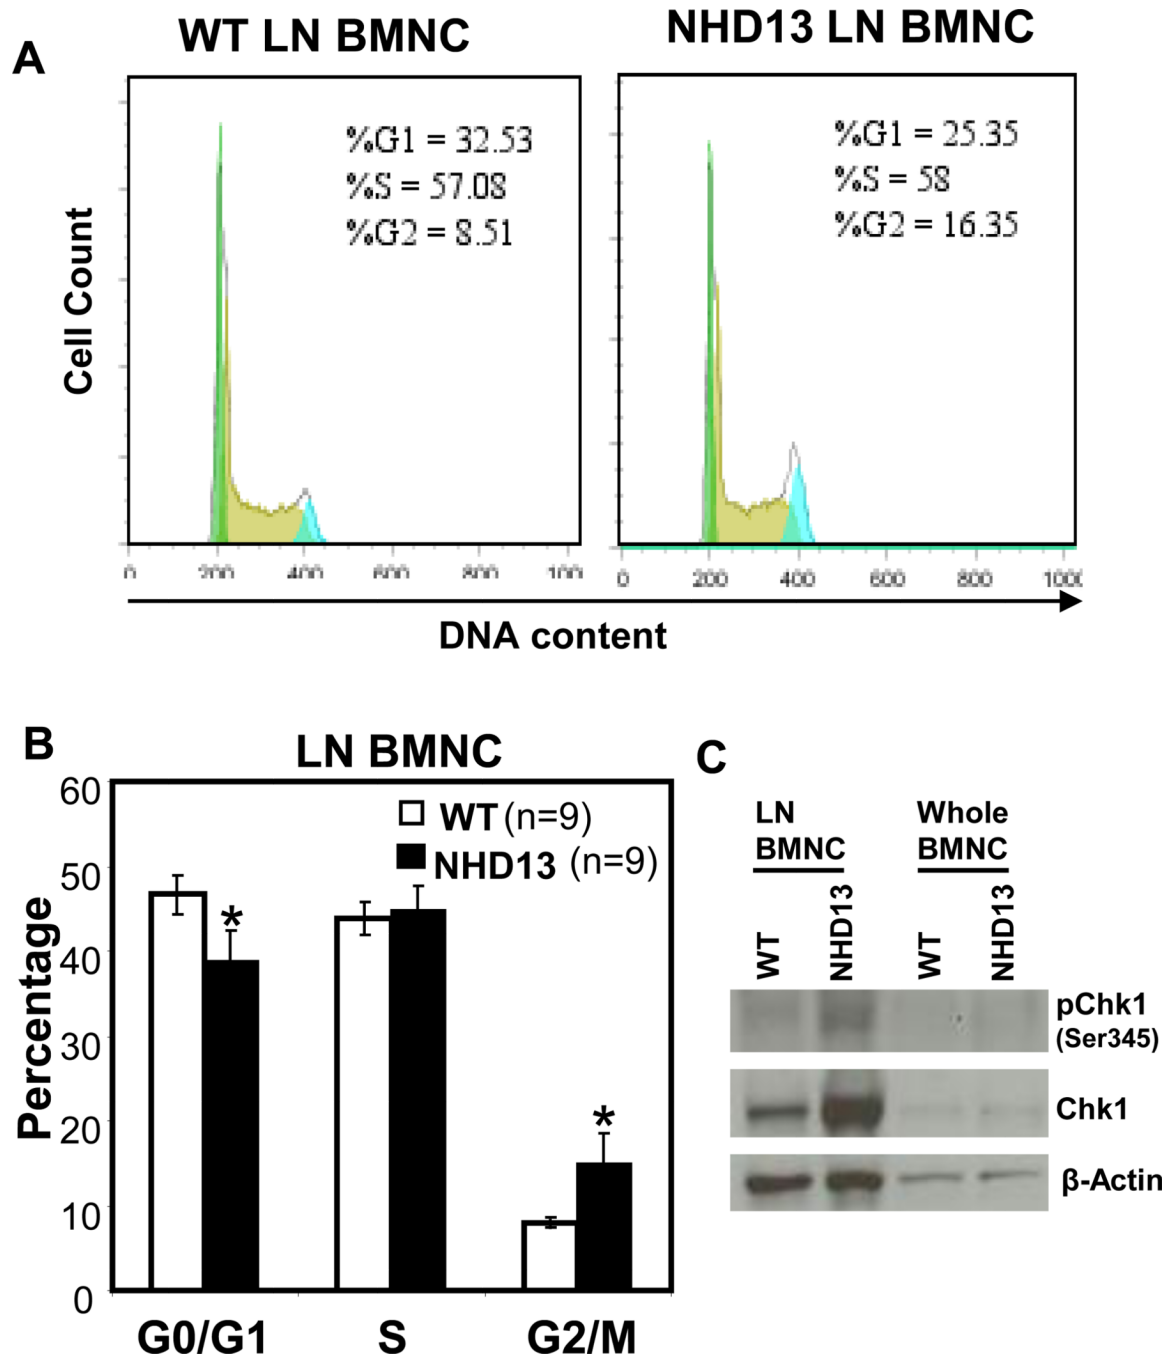 A
WT LN BMNC
NHD13 LN BMNC
%G1 = 32.53
%S = 57.08
%G2 = 8.51
%G1 = 25.35
%S = 58
%G2 = 16.35
Cell Count
0 200 400 600 800 100
0 200 400 600 800 1000
DNA content
B
LN BMNC
WT (n=9)
NHD13 (n=9)
Percentage
60
50
40
30
20
10
0
*
*
G0/G1 S G2/M
C
LN
BMNC
Whole
BMNC
WT
NHD13
WT
NHD13
pChk1
(Ser345)
Chk1
β-Actin